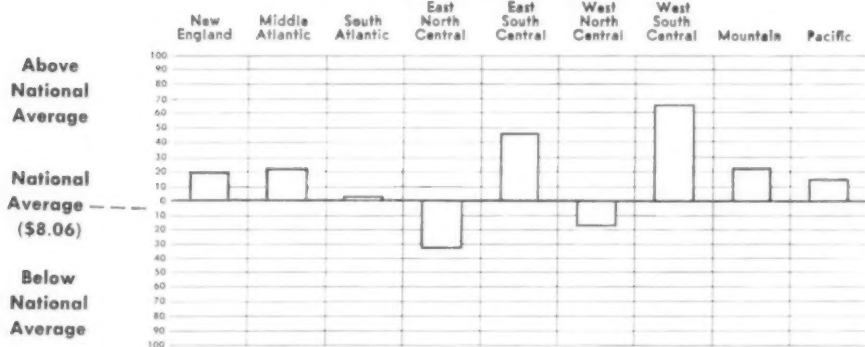 New England
Middle Atlantic
South Atlantic
East North Central
East South Central
West North Central
West South Central
Mountain
Pacific
Above
National
Average
National
Average
($8.06)
Below
National
Average
100
90
80
70
60
50
40
30
20
10
0
10
20
30
40
50
60
70
80
90
100